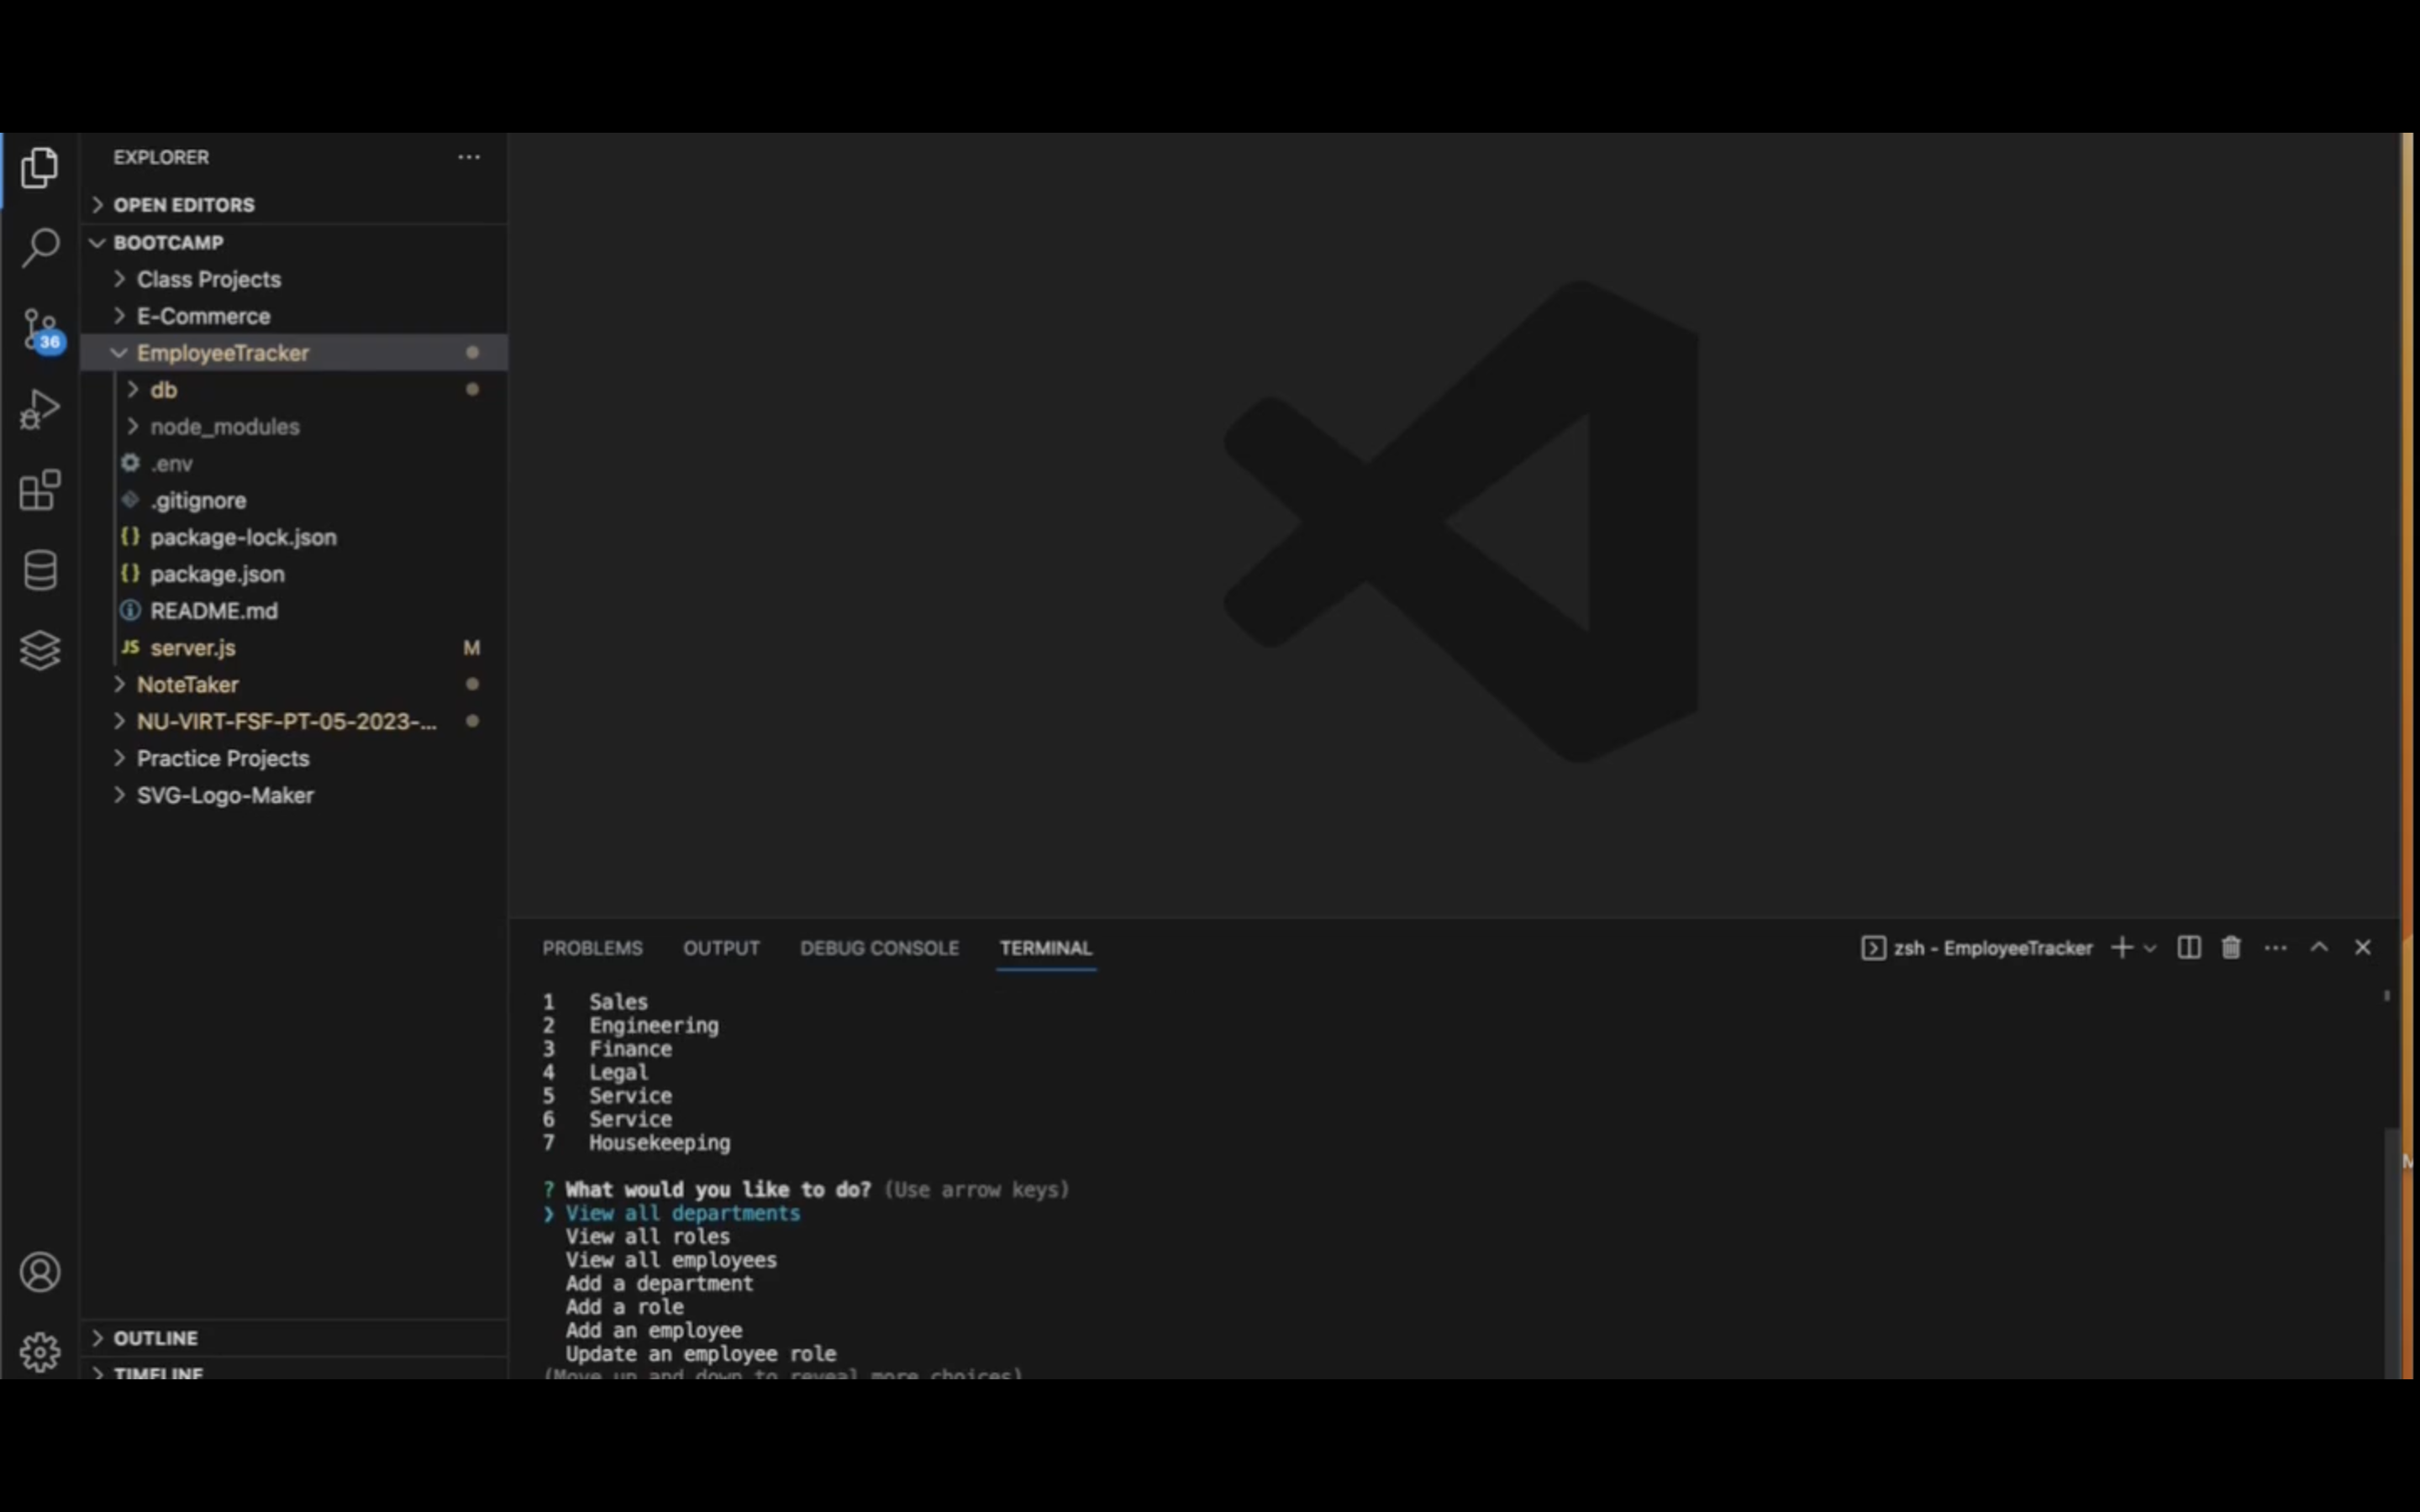 EXPLORER
OPEN EDITORS
BOOTCAMP
Class Projects
E-Commerce
36
EmployeeTracker
db
node_modules
.env
.gitignore
{} package-lock.json
{} package.json
README.md
JS server.js M
NoteTaker
NU-VIRT-FSF-PT-05-2023-...
Practice Projects
SVG-Logo-Maker
OUTLINE
TIMELINE
PROBLEMS OUTPUT DEBUG CONSOLE TERMINAL zsh - EmployeeTracker
1 Sales
2 Engineering
3 Finance
4 Legal
5 Service
6 Service
7 Housekeeping
? What would you like to do? (Use arrow keys)
❯ View all departments
View all roles
View all employees
Add a department
Add a role
Add an employee
Update an employee role
(Move up and down to reveal more choices)